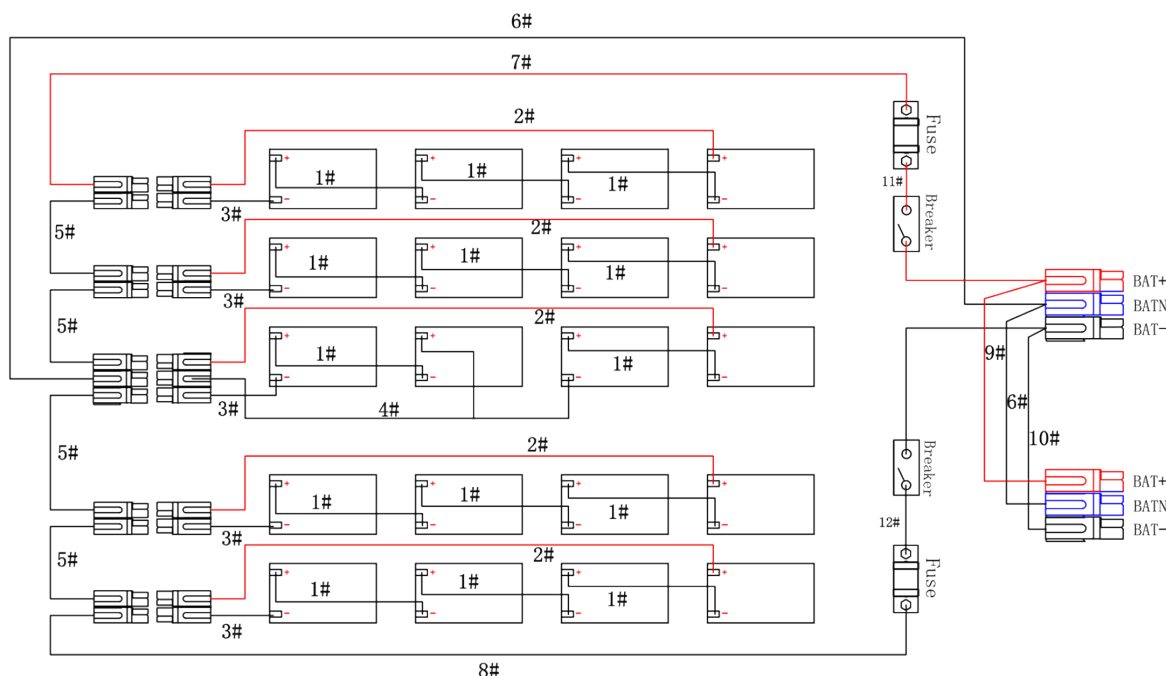 6#
7#
Fuse
2#
+ + + +
1#
1#
1#
11#
- - - -
3#
Breaker
5#
2#
+ + + +
1#
1#
1#
- - - -
3#
BAT+
BATN
BAT-
5#
2#
+ + + +
1#
1#
9#
- - - -
3#
4#
6#
10#
5#
2#
Breaker
+ + + +
1#
1#
1#
BAT+
BATN
BAT-
- - - -
3#
12#
5#
2#
+ + + +
1#
1#
1#
Fuse
- - - -
3#
8#